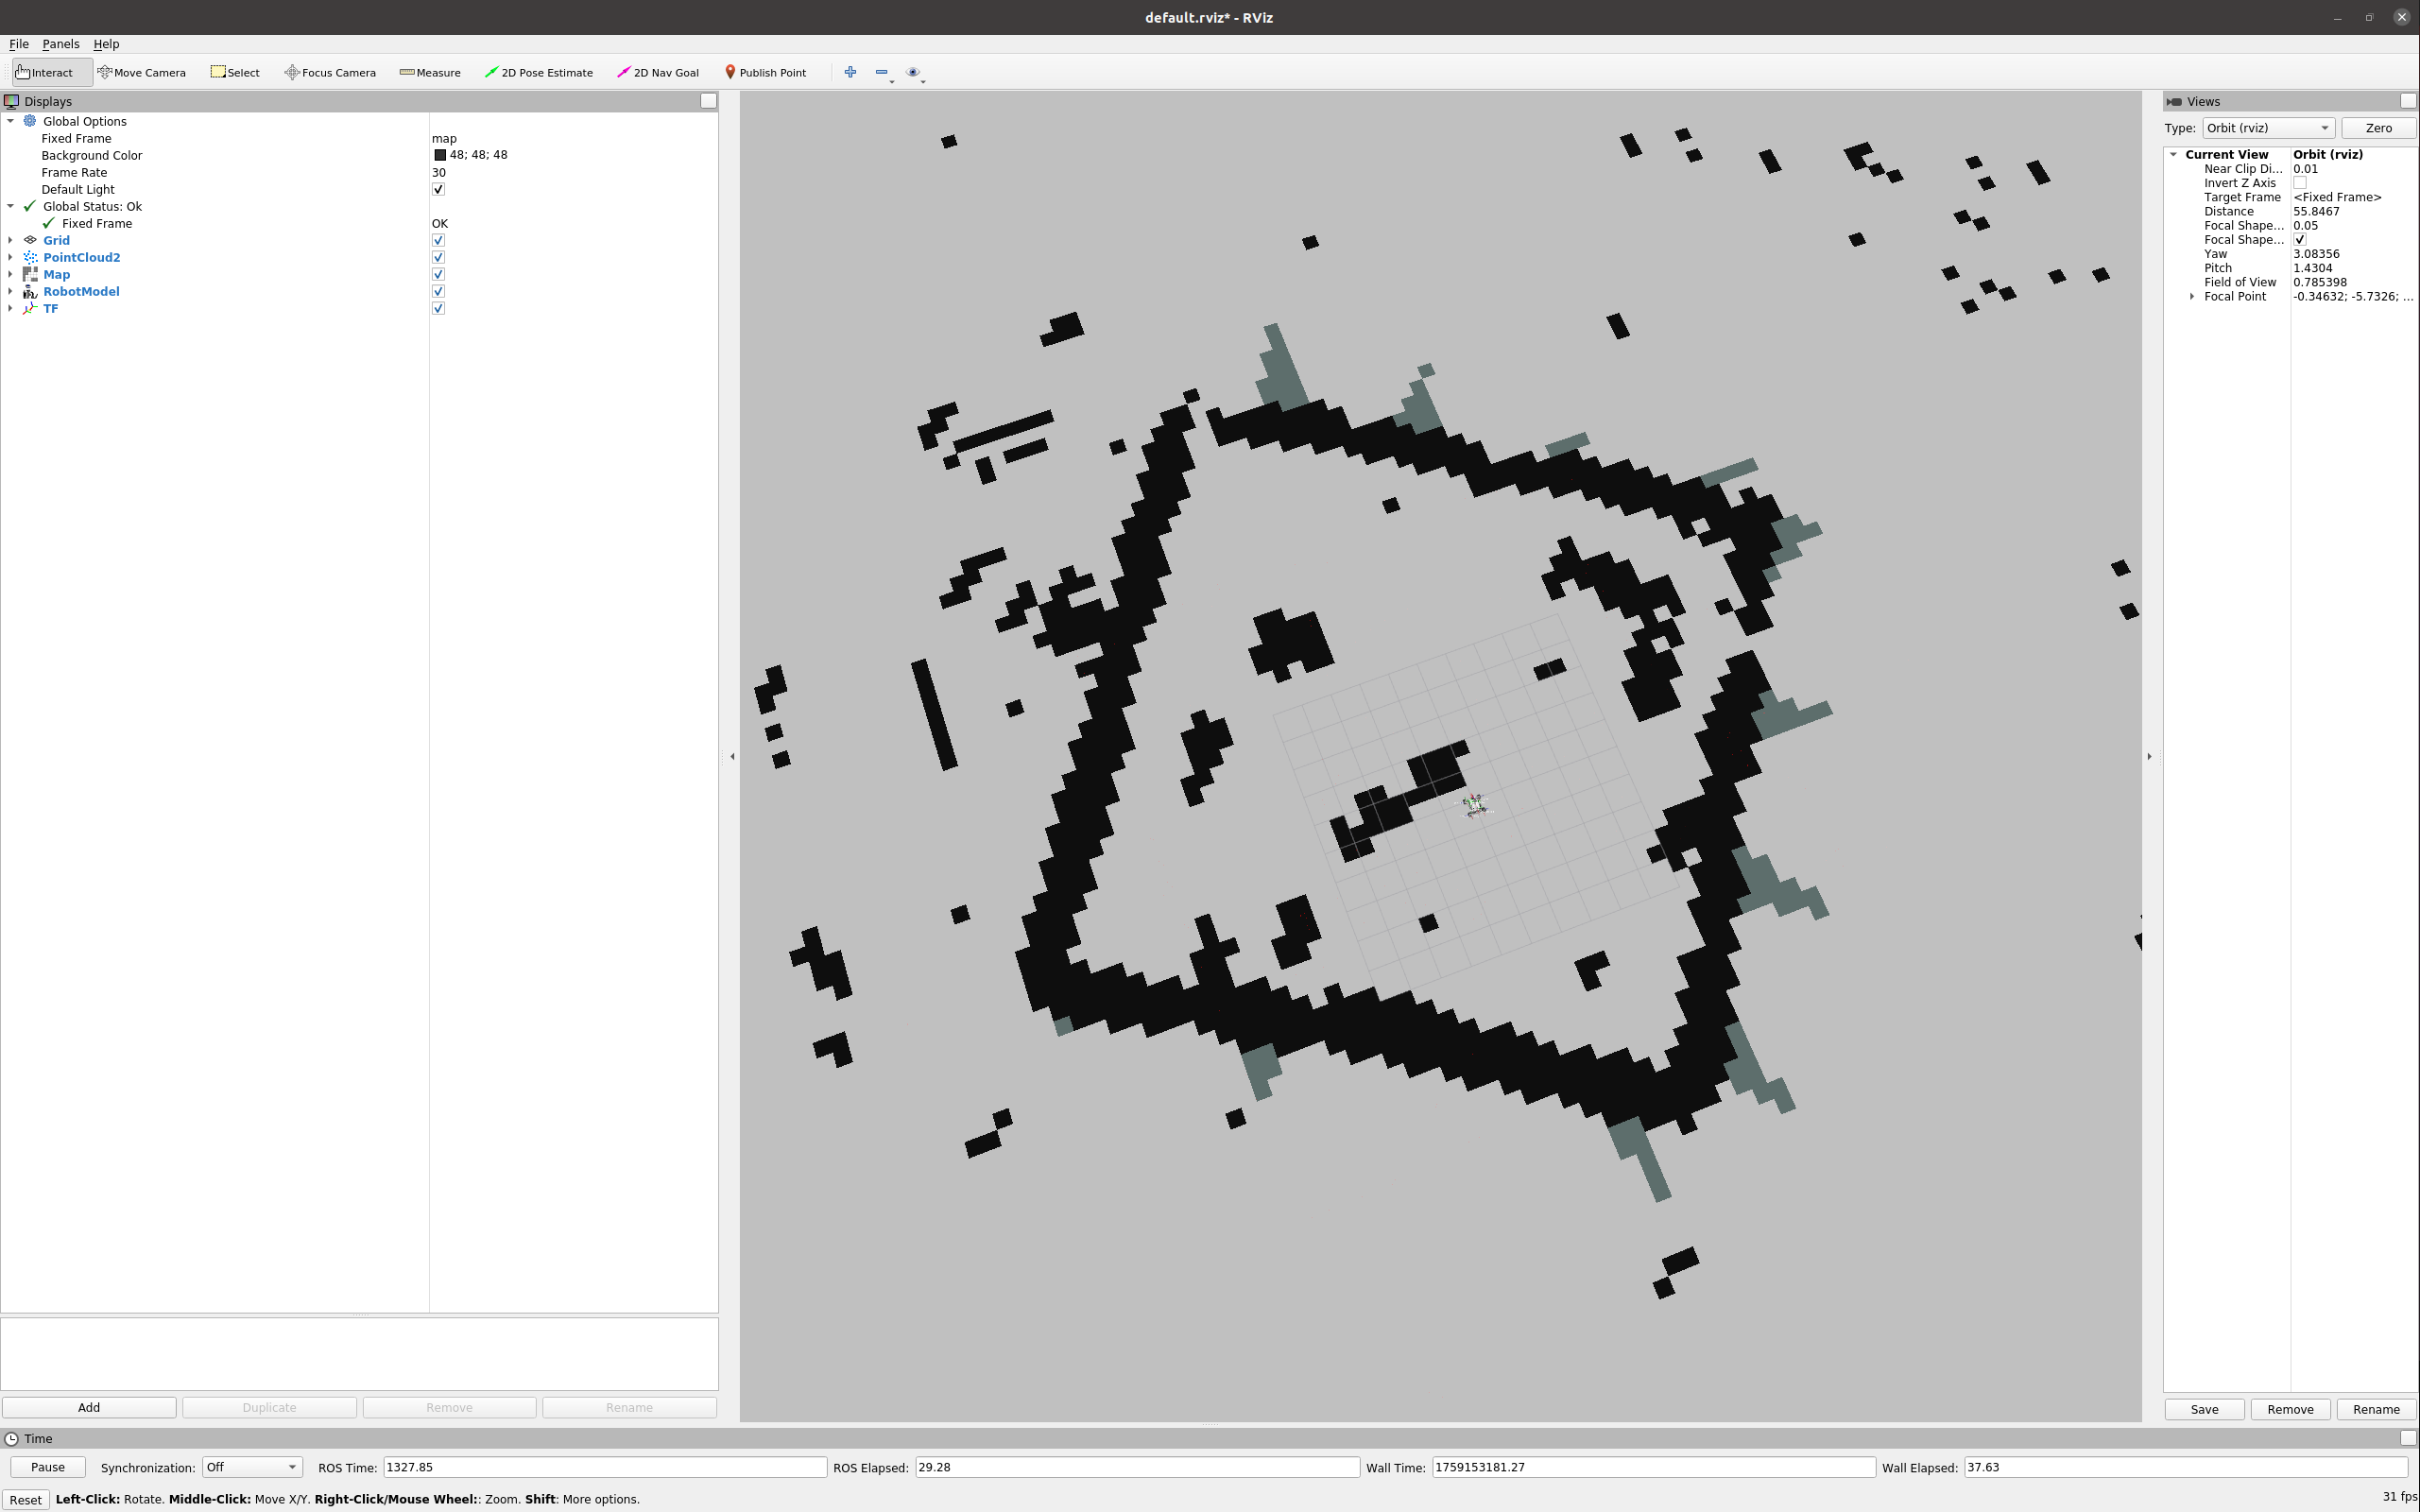 default.rviz* - RViz
File Panels Help
Interact Move Camera Select Focus Camera Measure 2D Pose Estimate 2D Nav Goal Publish Point
Displays
Global Options
Fixed Frame map
Background Color 48; 48; 48
Frame Rate 30
Default Light
Global Status: Ok
Fixed Frame OK
Grid
PointCloud2
Map
RobotModel
TF
Add Duplicate Remove Rename
Views
Type: Orbit (rviz) Zero
Current View Orbit (rviz)
Near Clip Di... 0.01
Invert Z Axis
Target Frame <Fixed Frame>
Distance 55.8467
Focal Shape... 0.05
Focal Shape...
Yaw 3.08356
Pitch 1.4304
Field of View 0.785398
Focal Point -0.34632; -5.7326; ...
Save Remove Rename
Time
Pause Synchronization: Off ROS Time: 1327.85 ROS Elapsed: 29.28 Wall Time: 1759153181.27 Wall Elapsed: 37.63
Reset Left-Click: Rotate. Middle-Click: Move X/Y. Right-Click/Mouse Wheel:: Zoom. Shift: More options. 31 fps